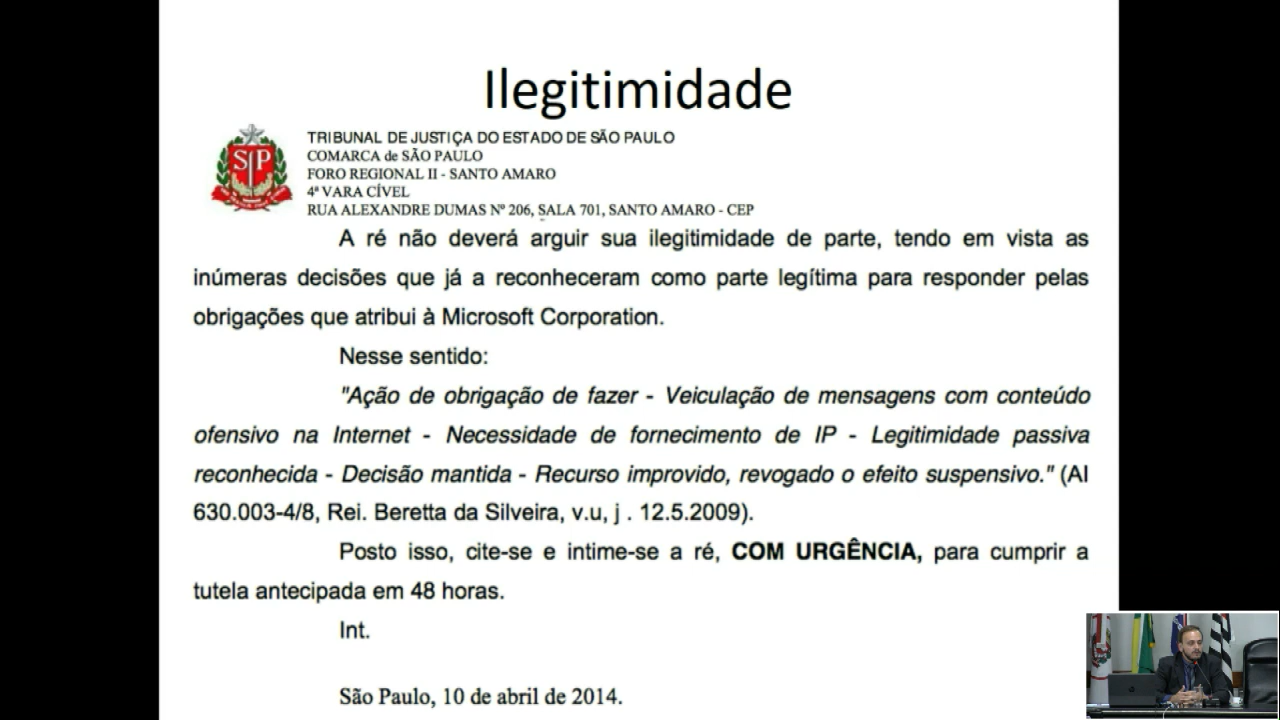 Ilegitimidade
TRIBUNAL DE JUSTIÇA DO ESTADO DE SÃO PAULO
COMARCA de SÃO PAULO
FORO REGIONAL II - SANTO AMARO
4ª VARA CÍVEL
RUA ALEXANDRE DUMAS Nº 206, SALA 701, SANTO AMARO - CEP
A ré não deverá arguir sua ilegitimidade de parte, tendo em vista as
inúmeras decisões que já a reconheceram como parte legítima para responder pelas
obrigações que atribui à Microsoft Corporation.
Nesse sentido:
"Ação de obrigação de fazer - Veiculação de mensagens com conteúdo
ofensivo na Internet - Necessidade de fornecimento de IP - Legitimidade passiva
reconhecida - Decisão mantida - Recurso improvido, revogado o efeito suspensivo." (AI
630.003-4/8, Rei. Beretta da Silveira, v.u, j . 12.5.2009).
Posto isso, cite-se e intime-se a ré, COM URGÊNCIA, para cumprir a
tutela antecipada em 48 horas.
Int.
São Paulo, 10 de abril de 2014.